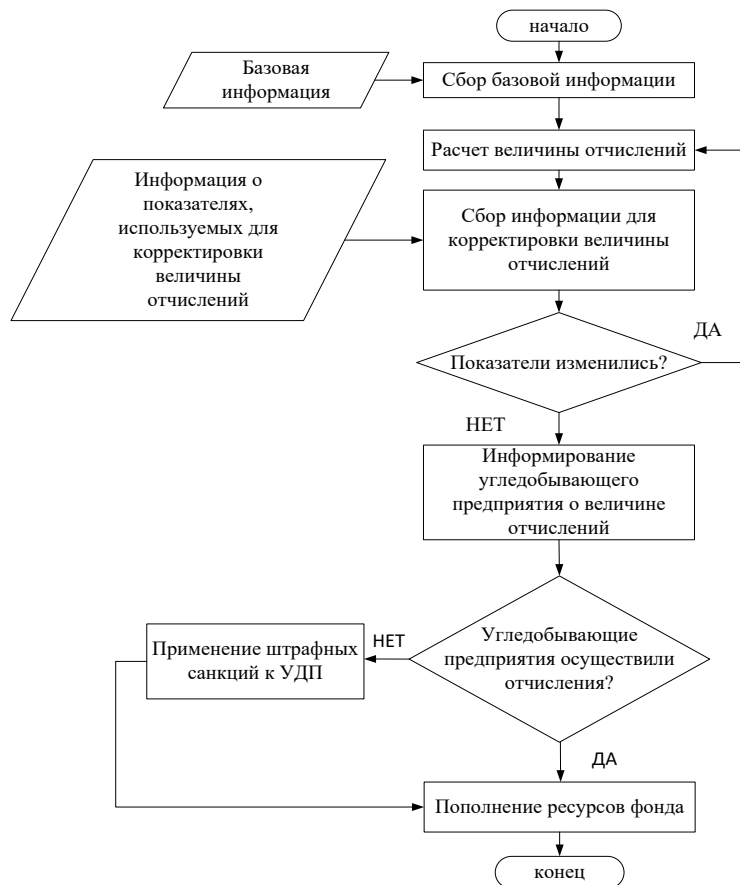 начало
Базовая
информация
Сбор базовой информации
Расчет величины отчислений
Информация о
показателях,
используемых для
корректировки
величины
отчислений
Сбор информации для
корректировки величины
отчислений
ДА
Показатели изменились?
НЕТ
Информирование
угледобывающего
предприятия о величине
отчислений
Применение штрафных
санкций к УДП
НЕТ
Угледобывающие
предприятия осуществили
отчисления?
ДА
Пополнение ресурсов фонда
конец